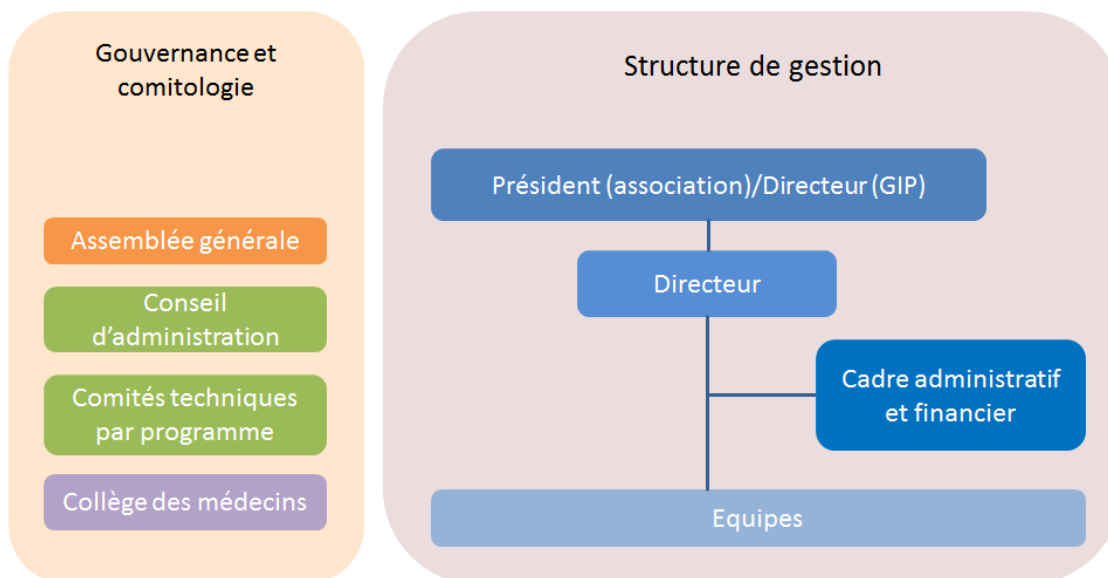 Gouvernance et
comitologie
Assemblée générale
Conseil
d’administration
Comités techniques
par programme
Collège des médecins
Structure de gestion
Président (association)/Directeur (GIP)
Directeur
Cadre administratif
et financier
Equipes